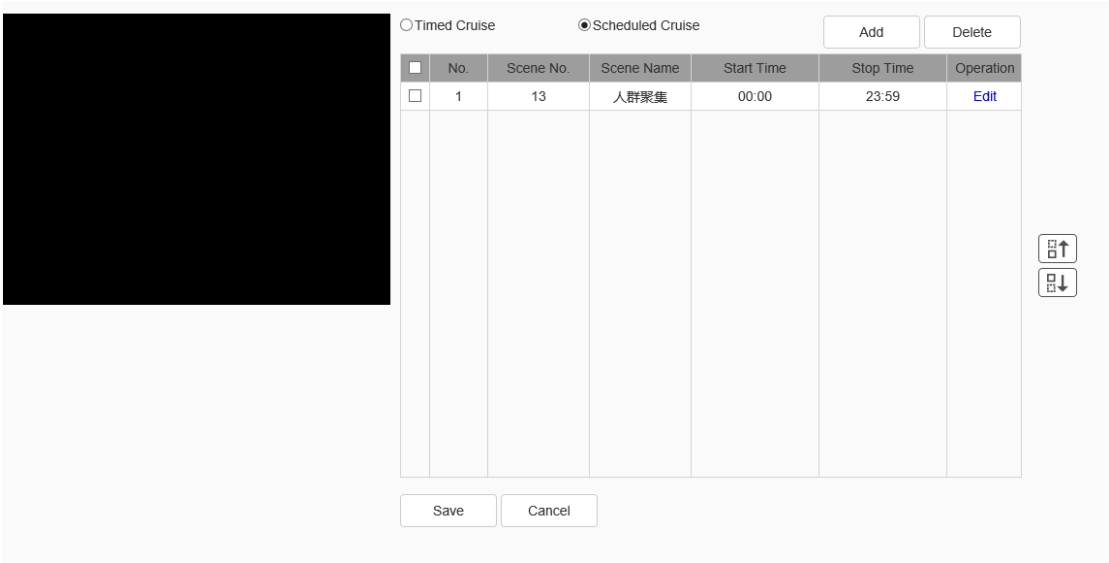 Timed Cruise Scheduled Cruise Add Delete
No. Scene No. Scene Name Start Time Stop Time Operation
1 13 人群聚集 00:00 23:59 Edit
Save Cancel